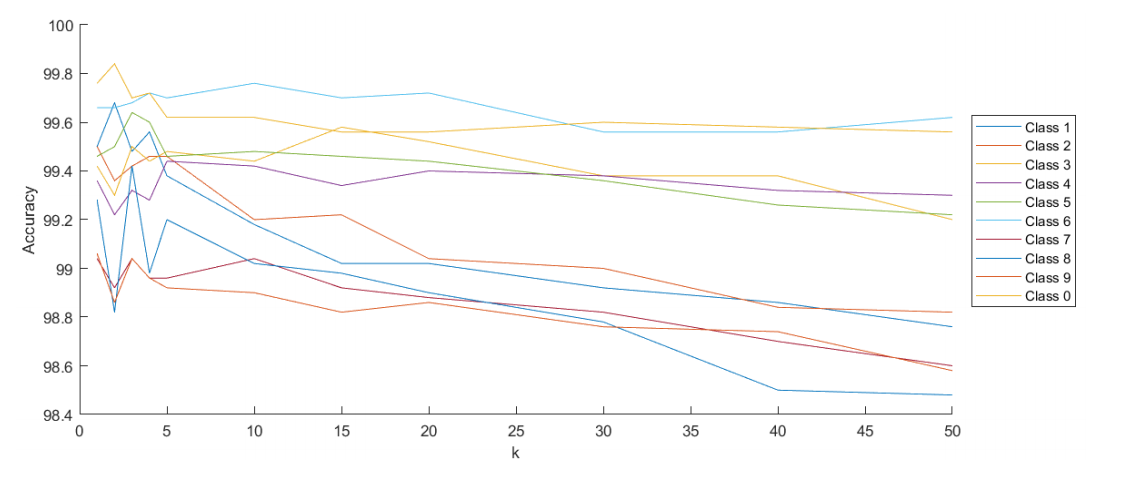 100
99.8
99.6
99.4
99.2
99
98.8
98.6
98.4
Accuracy
0 5 10 15 20 25 30 35 40 45 50
k
Class 1
Class 2
Class 3
Class 4
Class 5
Class 6
Class 7
Class 8
Class 9
Class 0